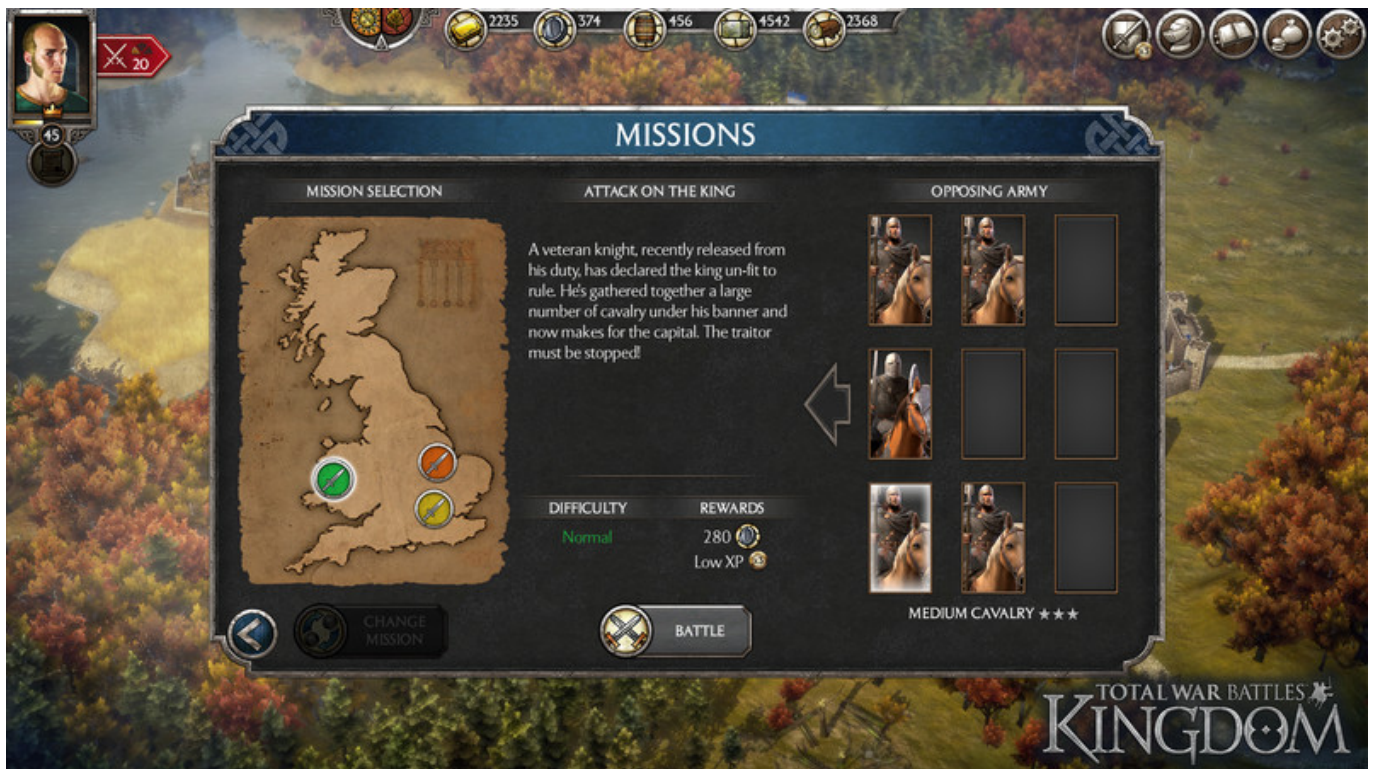 2235 374 456 4542 2368
20
45
MISSIONS
MISSION SELECTION
ATTACK ON THE KING
A veteran knight, recently released from
his duty, has declared the king un-fit to
rule. He's gathered together a large
number of cavalry under his banner and
now makes for the capital. The traitor
must be stopped!
DIFFICULTY
Normal
REWARDS
280
Low XP
OPPOSING ARMY
MEDIUM CAVALRY ★★★
CHANGE
MISSION
BATTLE
TOTAL WAR BATTLES
KINGDOM